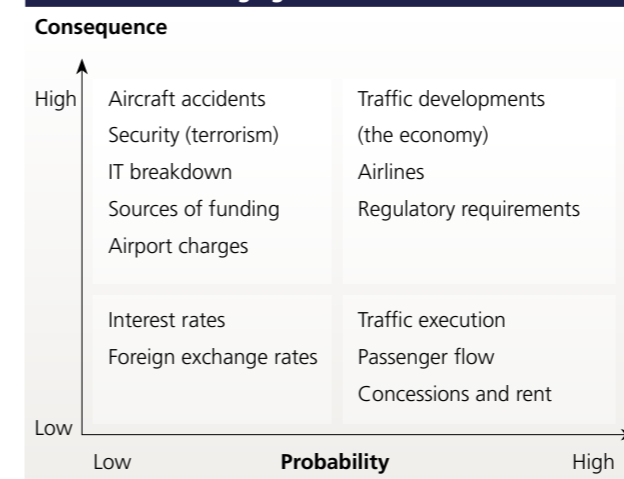 Consequence
High
Aircraft accidents
Security (terrorism)
IT breakdown
Sources of funding
Airport charges
Traffic developments
(the economy)
Airlines
Regulatory requirements
Interest rates
Foreign exchange rates
Traffic execution
Passenger flow
Concessions and rent
Low
Low Probability High